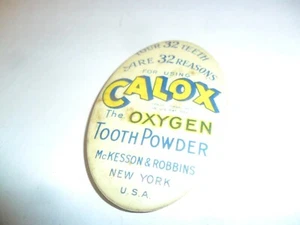 YOUR 32 TEETH
ARE 32 REASONS
FOR USING
CALOX
The OXYGEN
TOOTH POWDER
MCKESSON & ROBBINS
NEW YORK
U.S.A.